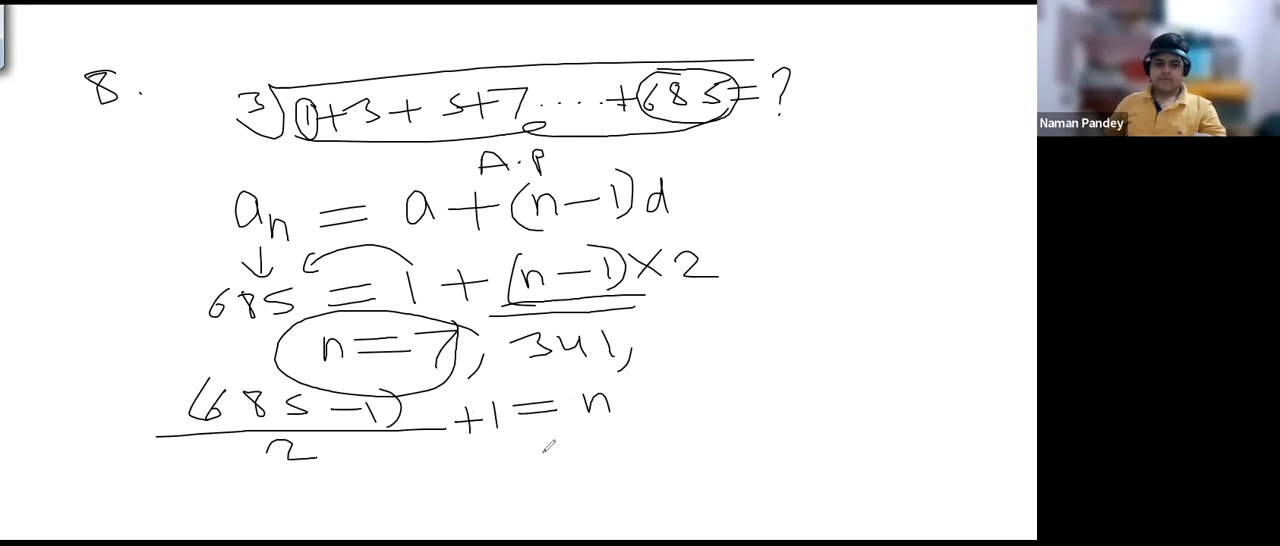 8. ∛(1+3+5+7.....+685)=?
A.P
Naman Pandey
aₙ = a+(n-1)d
685 = 1+(n-1)×2
n=7, 341,
(685-1)/2 +1=n